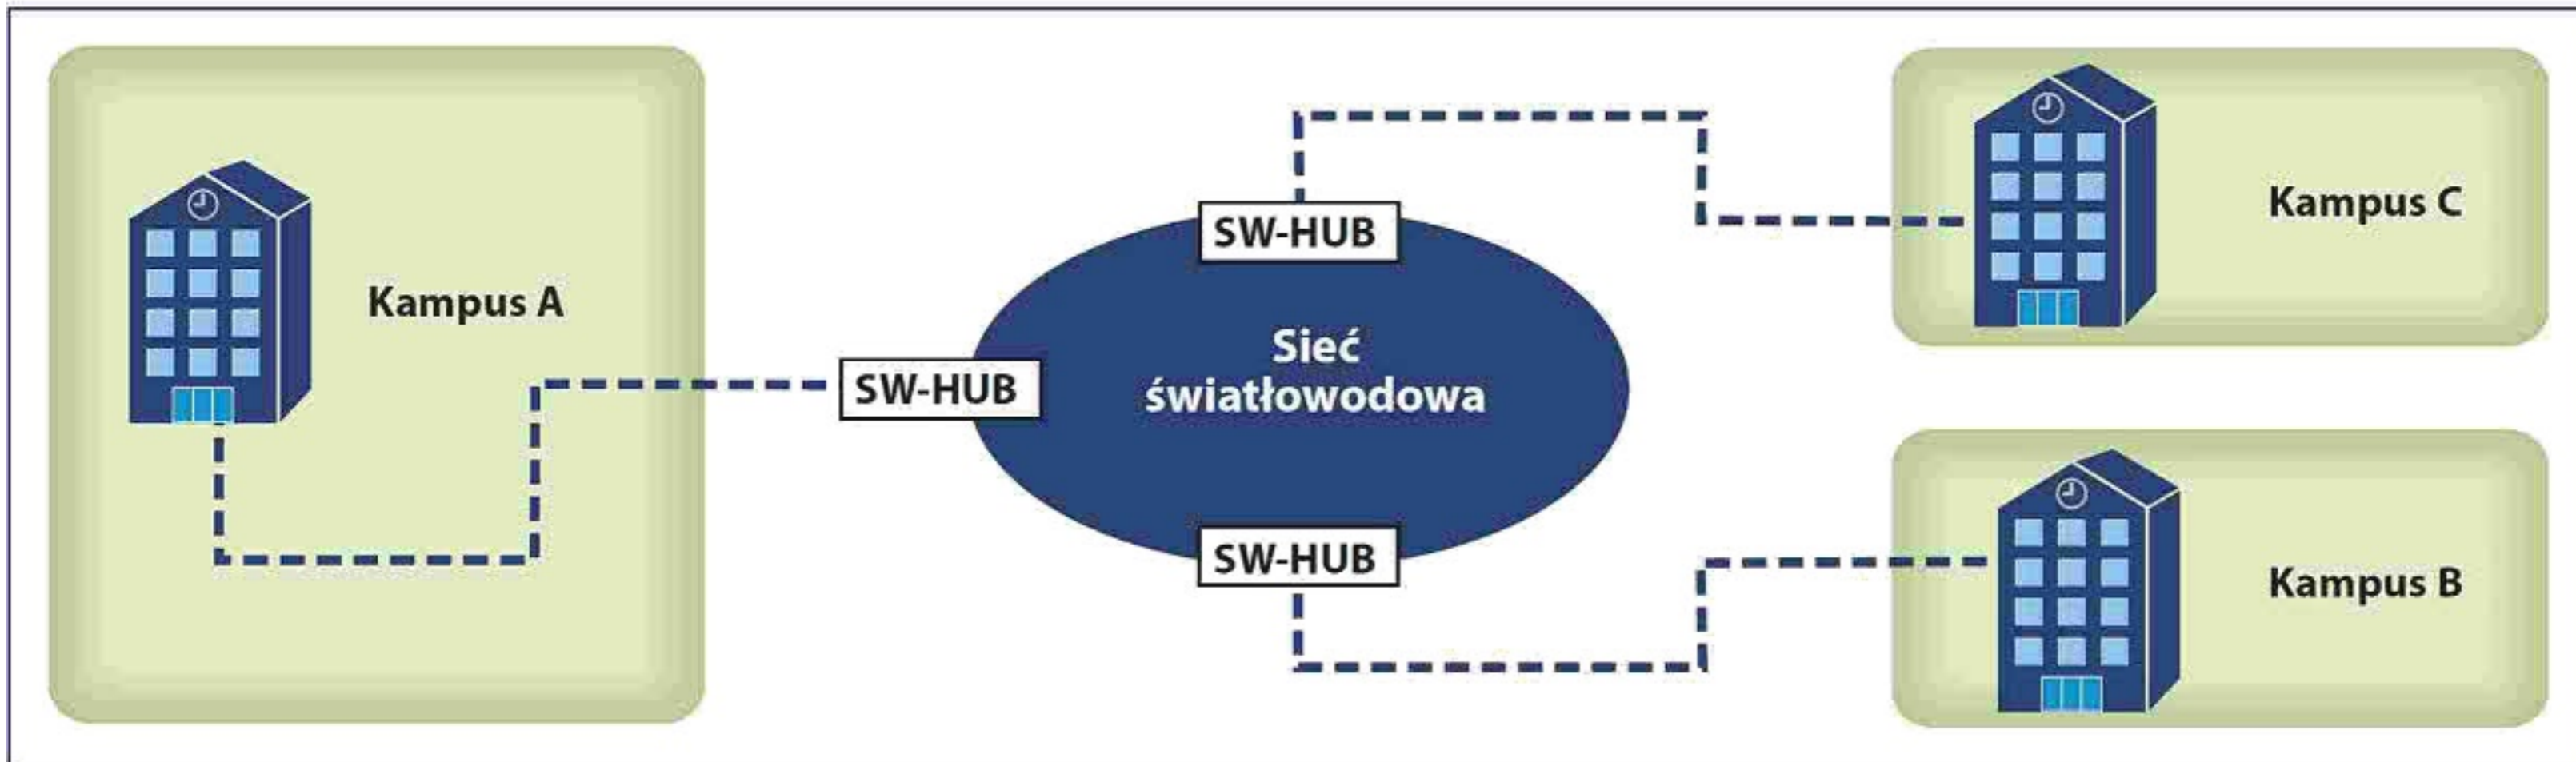 Kampus A
SW-HUB
SW-HUB
Sieć
światłowodowa
SW-HUB
Kampus C
Kampus B